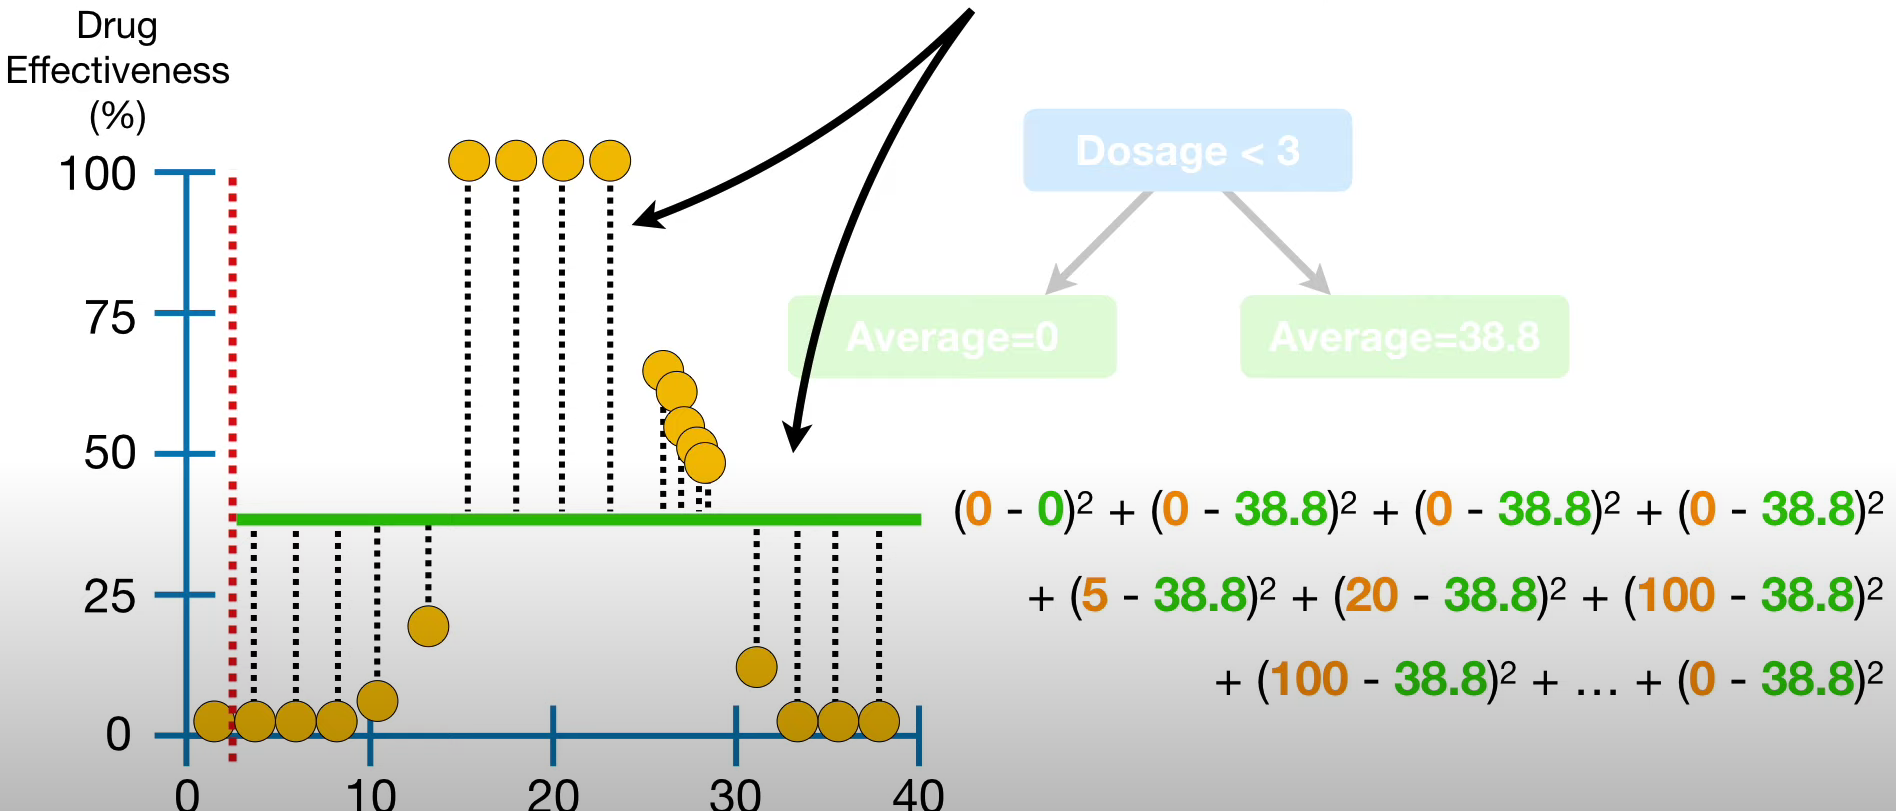 Drug
Effectiveness
(%)
100
75
50
25
0
0 10 20 30 40
Dosage < 3
Average=0
Average=38.8
(0 - 0)² + (0 - 38.8)² + (0 - 38.8)² + (0 - 38.8)²
+ (5 - 38.8)² + (20 - 38.8)² + (100 - 38.8)²
+ (100 - 38.8)² + ... + (0 - 38.8)²